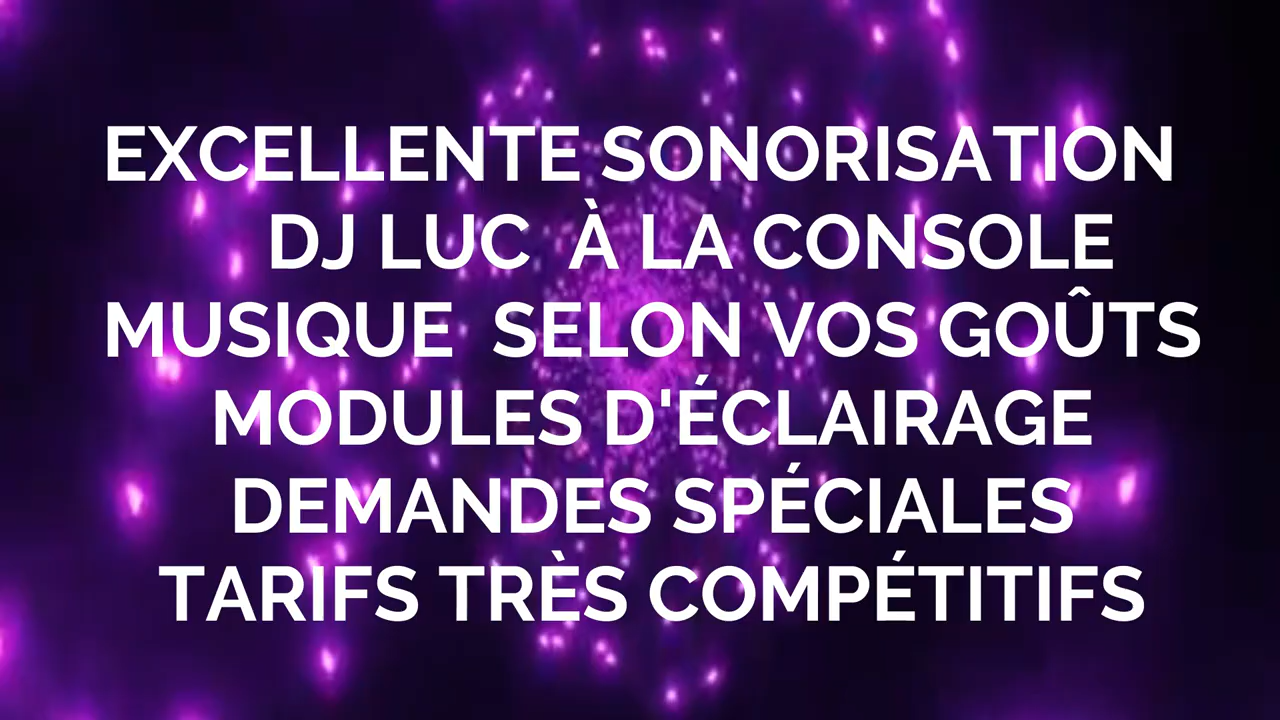 EXCELLENTE SONORISATION
DJ LUC À LA CONSOLE
MUSIQUE SELON VOS GOÛTS
MODULES D'ÉCLAIRAGE
DEMANDES SPÉCIALES
TARIFS TRÈS COMPÉTITIFS